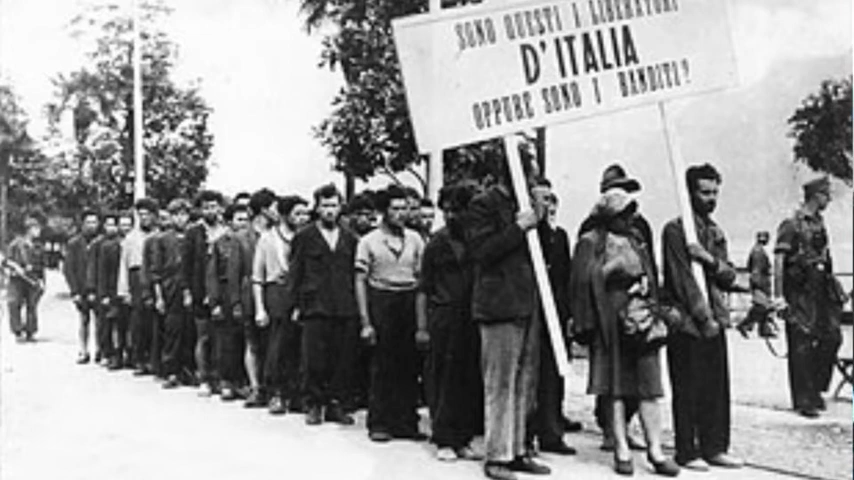 SONO QUESTI I LIBERATORI
D'ITALIA
OPPURE SONO I BANDITI?